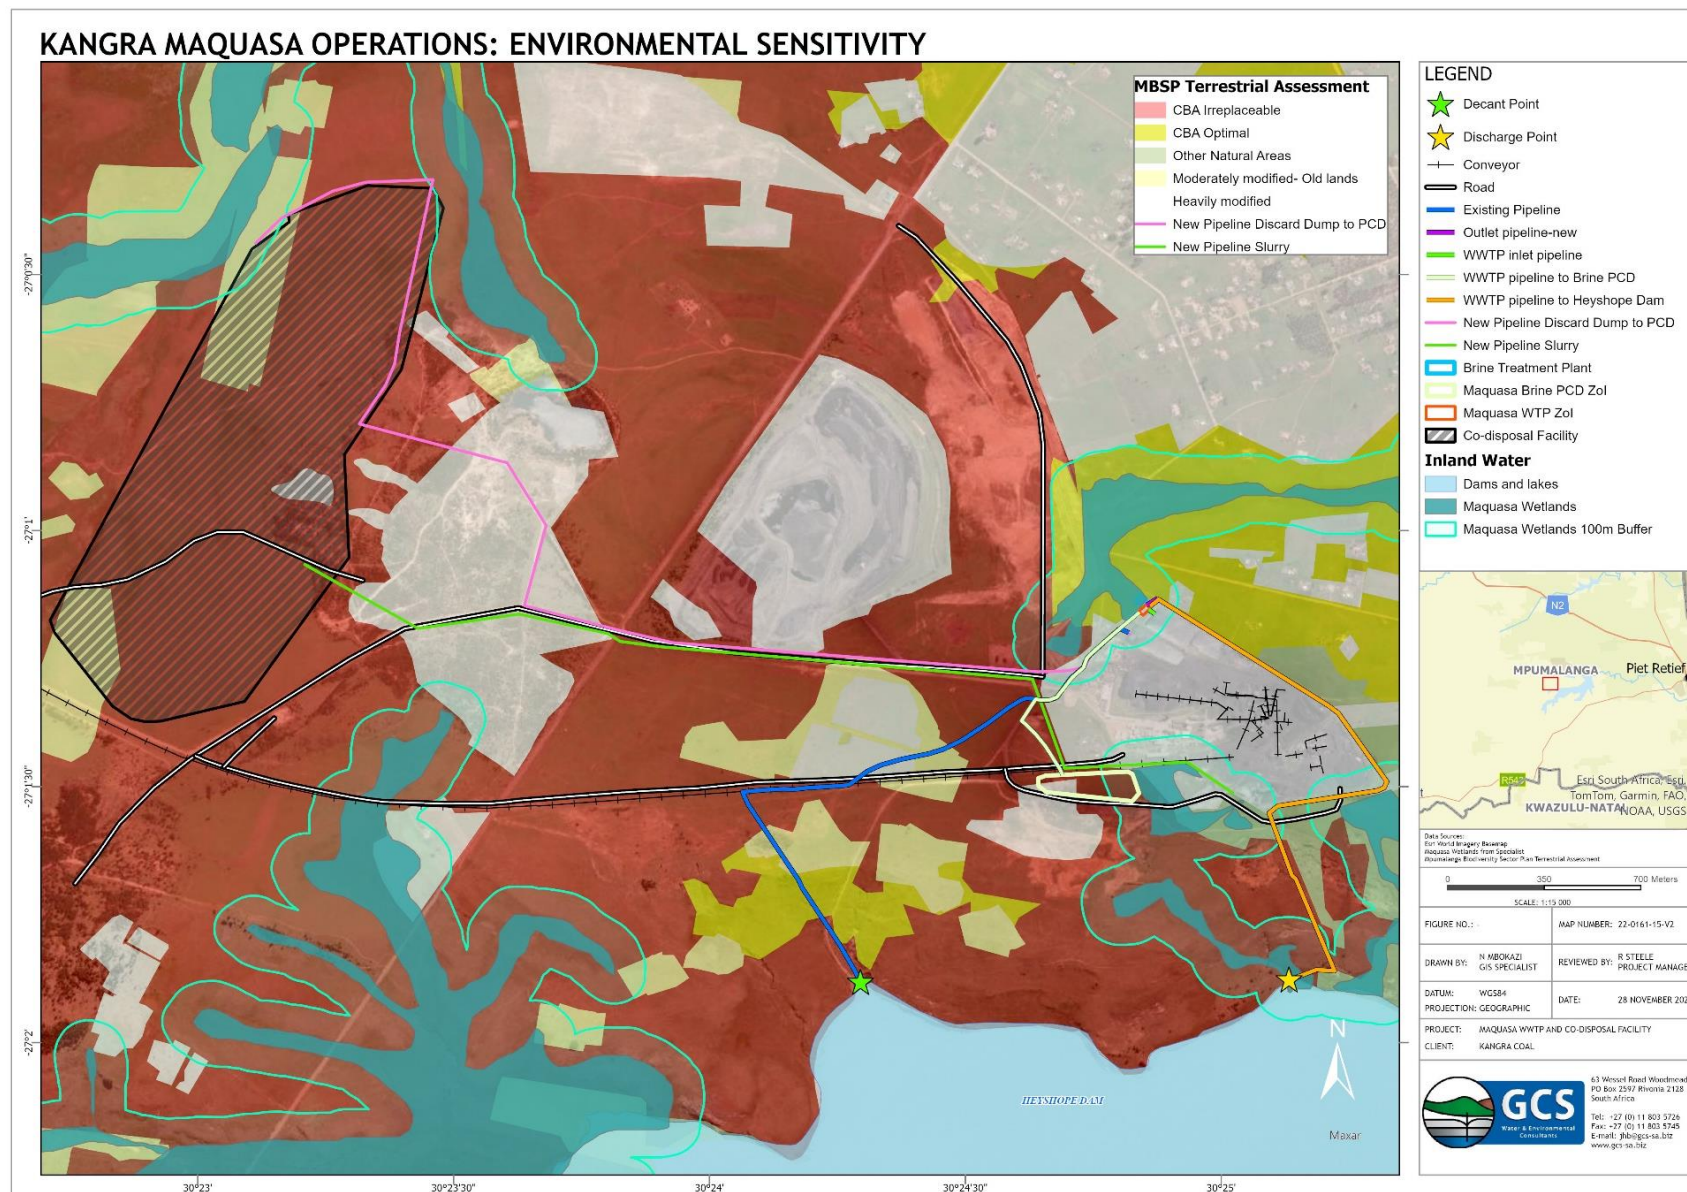 KANGRA MAQUASA OPERATIONS: ENVIRONMENTAL SENSITIVITY
MBSP Terrestrial Assessment
CBA Irreplaceable
CBA Optimal
Other Natural Areas
Moderately modified- Old lands
Heavily modified
New Pipeline Discard Dump to PCD
New Pipeline Slurry
-27°0'30"
-27°1'
-27°1'30"
-27°2'
30°23'
30°23'30"
30°24'
30°24'30"
30°25'
HEYSHOPE DAM
N
Maxar
LEGEND
Decant Point
Discharge Point
Conveyor
Road
Existing Pipeline
Outlet pipeline-new
WWTP inlet pipeline
WWTP pipeline to Brine PCD
WWTP pipeline to Heyshope Dam
New Pipeline Discard Dump to PCD
New Pipeline Slurry
Brine Treatment Plant
Maquasa Brine PCD ZoI
Maquasa WTP ZoI
Co-disposal Facility
Inland Water
Dams and lakes
Maquasa Wetlands
Maquasa Wetlands 100m Buffer
N2
MPUMALANGA
Piet Retief
R543
Esri South Africa, Esri,
TomTom, Garmin, FAO,
KWAZULU-NATAL
NOAA, USGS
Data Sources:
Esri World Imagery Basemap
Maquasa Wetlands from Specialist
Mpumalanga Biodiversity Sector Plan Terrestrial Assessment
0 350 700 Meters
SCALE: 1:15 000
FIGURE NO.: MAP NUMBER: 22-0161-15-V2
DRAWN BY: N MBOKAZI GIS SPECIALIST
REVIEWED BY: R STEELE PROJECT MANAGE
DATUM: WGS84
PROJECTION: GEOGRAPHIC
DATE: 28 NOVEMBER 202
PROJECT: MAQUASA WWTP AND CO-DISPOSAL FACILITY
CLIENT: KANGRA COAL
GCS
Water & Environmental
Consultants
63 Wessel Road Woodmead
PO Box 2597 Rivonia 2128
South Africa
Tel: +27 (0) 11 803 5726
Fax: +27 (0) 11 803 5745
E-mail: jhb@gcs-sa.biz
www.gcs-sa.biz